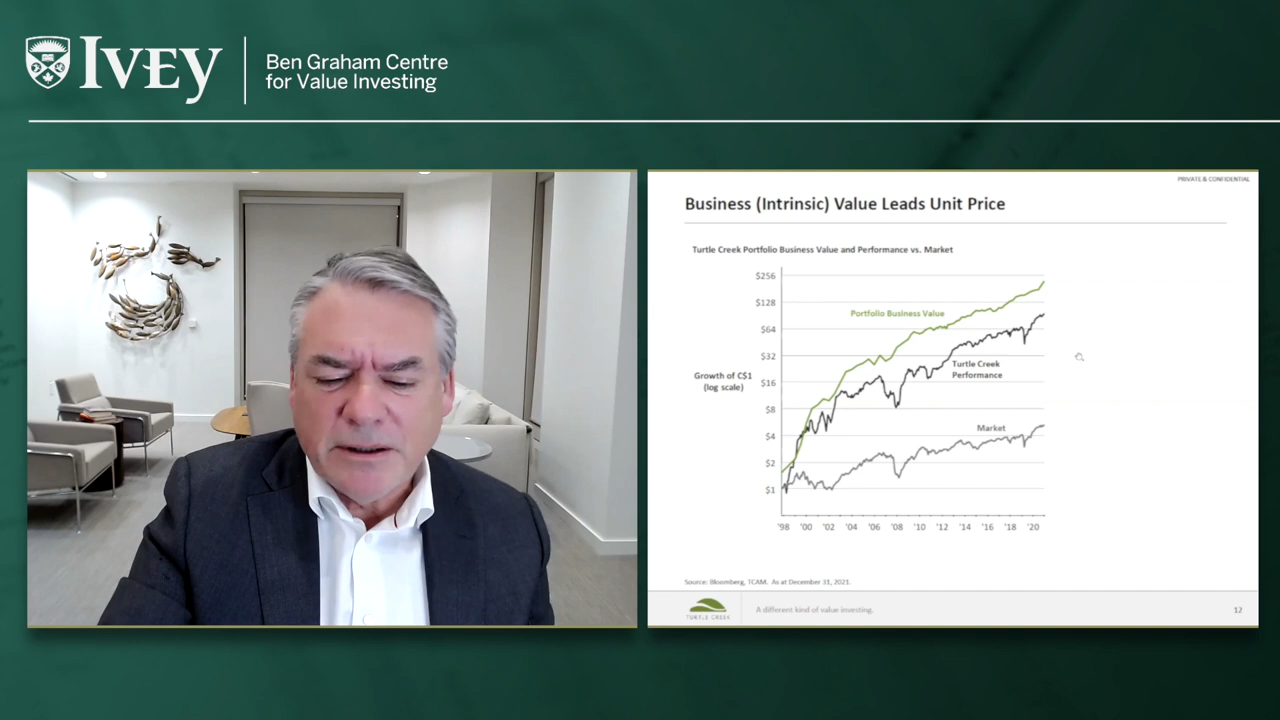 IVEY
Ben Graham Centre
for Value Investing
PRIVATE & CONFIDENTIAL
Business (Intrinsic) Value Leads Unit Price
Turtle Creek Portfolio Business Value and Performance vs. Market
$256
$128
$64
$32
$16
$8
$4
$2
$1
Growth of C$1
(log scale)
Portfolio Business Value
Turtle Creek
Performance
Market
'98 '00 '02 '04 '06 '08 '10 '12 '14 '16 '18 '20
Source: Bloomberg, TCAM. As at December 31, 2021.
TURTLE CREEK
A different kind of value investing.
12